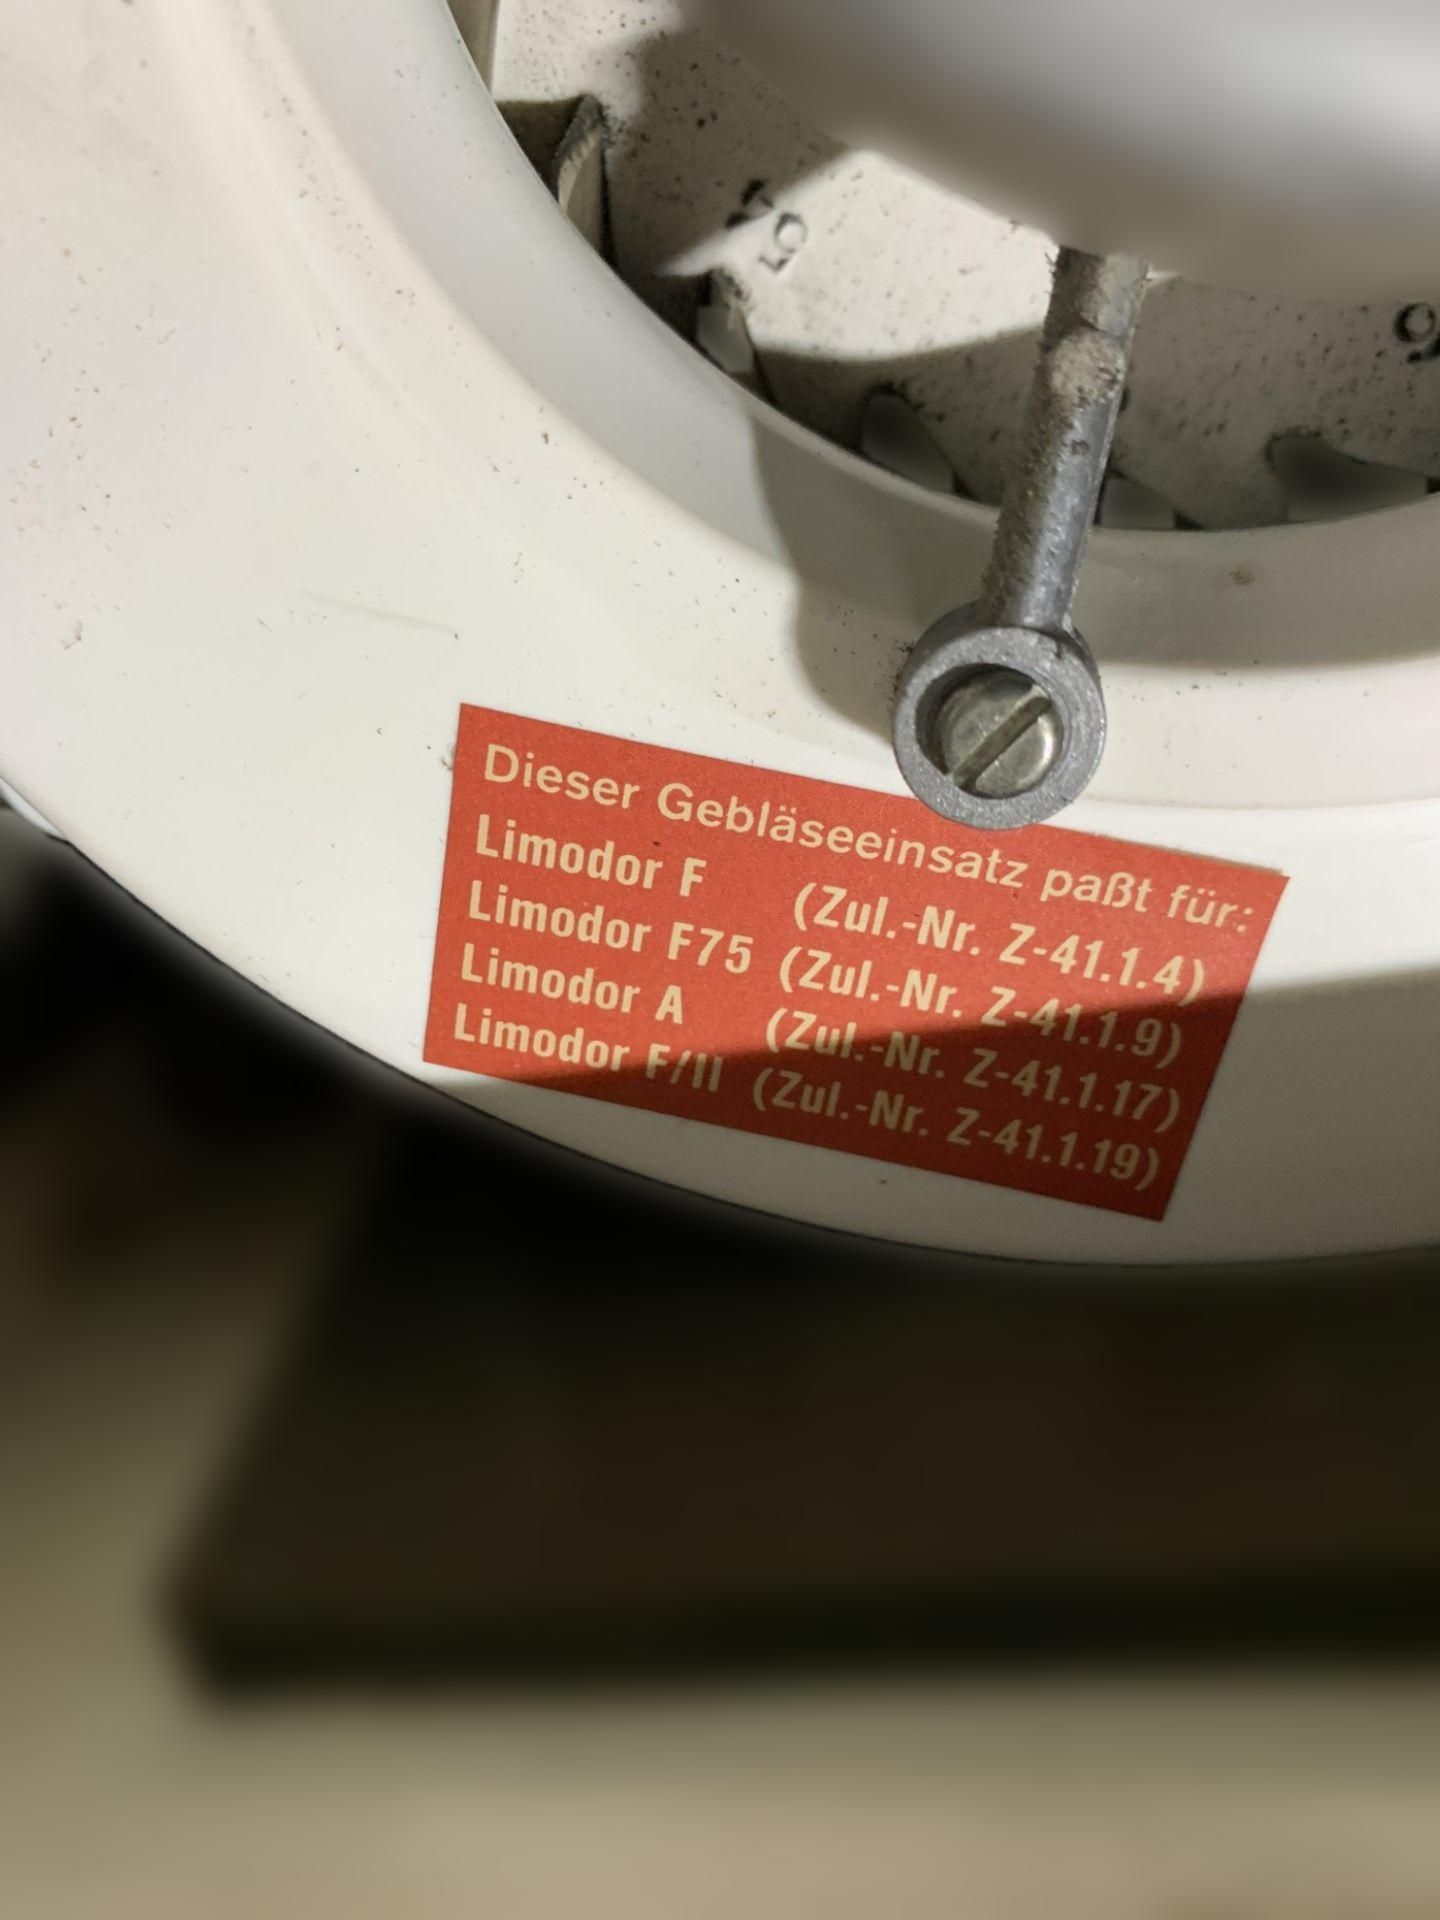 Dieser Gebläseeinsatz paßt für:
Limodor F (Zul.-Nr. Z-41.1.4)
Limodor F75 (Zul.-Nr. Z-41.1.9)
Limodor A (Zul.-Nr. Z-41.1.17)
Limodor F/II (Zul.-Nr. Z-41.1.19)